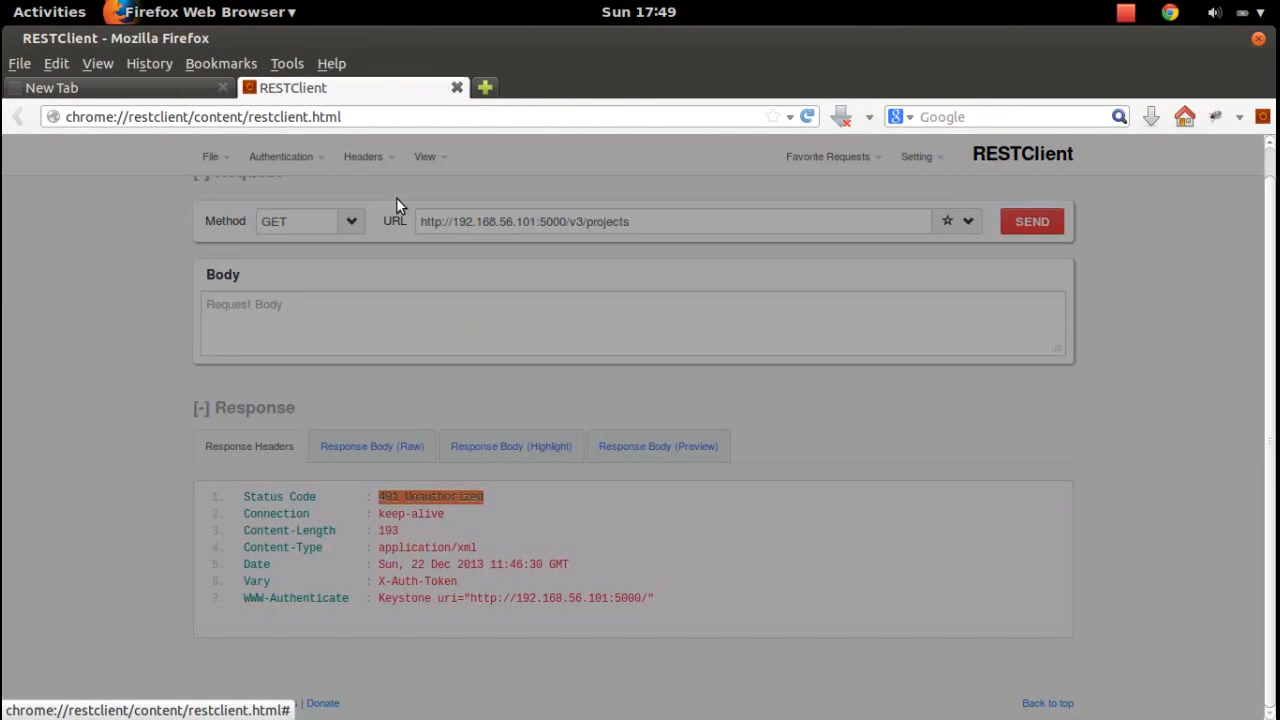 Activities Firefox Web Browser ▾ Sun 17:49
RESTClient - Mozilla Firefox
File Edit View History Bookmarks Tools Help
New Tab RESTClient
chrome://restclient/content/restclient.html Google
File Authentication Headers View Favorite Requests Setting RESTClient
[-] Request
Method GET URL http://192.168.56.101:5000/v3/projects SEND
Body
Request Body
[-] Response
Response Headers Response Body (Raw) Response Body (Highlight) Response Body (Preview)
1. Status Code : 401 Unauthorized
2. Connection : keep-alive
3. Content-Length : 193
4. Content-Type : application/xml
5. Date : Sun, 22 Dec 2013 11:46:30 GMT
6. Vary : X-Auth-Token
7. WWW-Authenticate : Keystone uri="http://192.168.56.101:5000/"
chrome://restclient/content/restclient.html# s | Donate Back to top